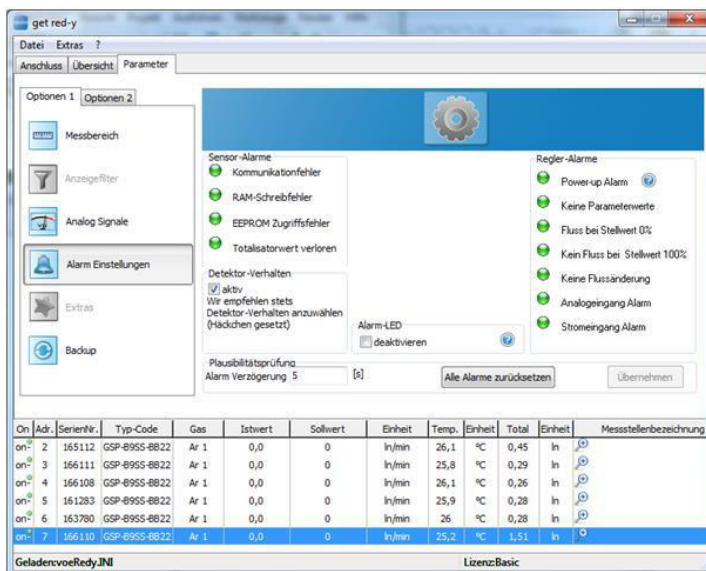 get red-y
Datei Extras ?
Anschluss Übersicht Parameter
Optionen 1 Optionen 2
Messbereich
Anzeigefilter
Analog Signale
Alarm Einstellungen
Extras
Backup
Sensor-Alarme
Kommunikationfehler
RAM-Schreibfehler
EEPROM Zugriffsfehler
Totalisatorwert verloren
Detektor-Verhalten
aktiv
Wir empfehlen stets
Detektor-Verhalten anzuwählen
(Häckchen gesetzt)
Alarm-LED
deaktivieren
Regler-Alarme
Power-up Alarm
Keine Parameterwerte
Fluss bei Stellwert 0%
Kein Fluss bei Stellwert 100%
Keine Flussänderung
Analogeingang Alarm
Stromeingang Alarm
Plausibilitätsprüfung
Alarm Verzögerung 5 [s]
Alle Alarme zurücksetzen
Übernehmen
On Adr. SerienNr. Typ-Code Gas Istwert Sollwert Einheit Temp. Einheit Total Einheit Messstellenbezeichnung
on- 2 165112 GSP-B9SS-BB22 Ar 1 0,0 0 ln/min 26,1 °C 0,45 ln
on- 3 166111 GSP-B9SS-BB22 Ar 1 0,0 0 ln/min 25,8 °C 0,29 ln
on- 4 166108 GSP-B9SS-BB22 Ar 1 0,0 0 ln/min 26,1 °C 0,26 ln
on- 5 161283 GSP-B9SS-BB22 Ar 1 0,0 0 ln/min 25,9 °C 0,28 ln
on- 6 163780 GSP-B9SS-BB22 Ar 1 0,0 0 ln/min 26 °C 0,28 ln
on- 7 166110 GSP-B9SS-BB22 Ar 1 0,0 0 ln/min 25,2 °C 1,51 ln
Geladen:voeRedy.INI Lizenz:Basic